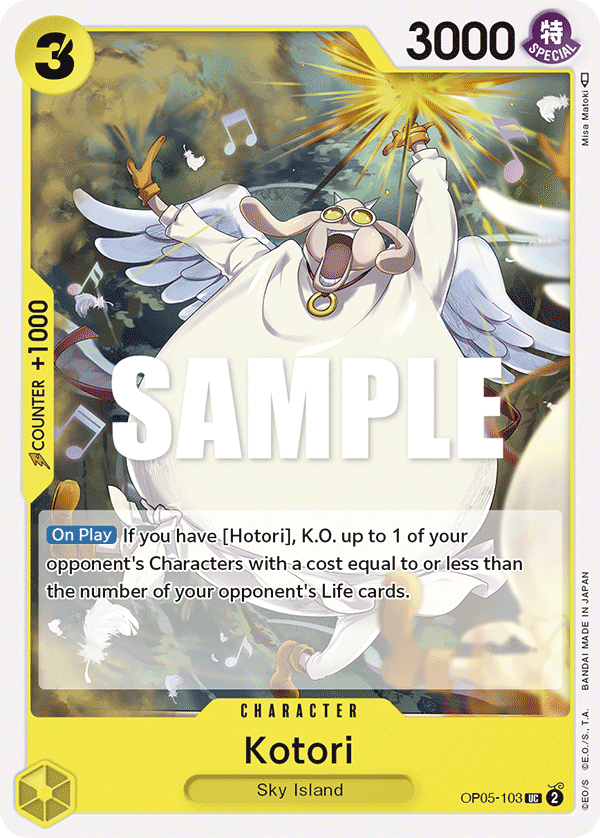 3
3000
特
SPECIAL
Misa Matoki
COUNTER +1000
SAMPLE
On Play If you have [Hotori], K.O. up to 1 of your
opponent's Characters with a cost equal to or less than
the number of your opponent's Life cards.
CHARACTER
Kotori
Sky Island
OP05-103 UC 2
©EO/S ©E.O./S., T.A. BANDAI MADE IN JAPAN